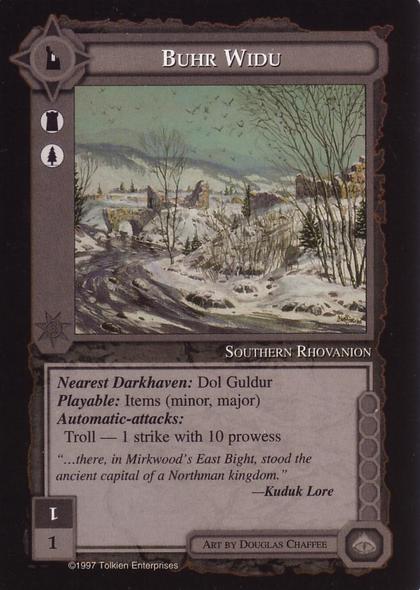 Buhr Widu
Southern Rhovanion
Nearest Darkhaven: Dol Guldur
Playable: Items (minor, major)
Automatic-attacks:
Troll — 1 strike with 10 prowess
“...there, in Mirkwood’s East Bight, stood the
ancient capital of a Northman kingdom.”
—Kuduk Lore
1
1
Art by Douglas Chaffee
©1997 Tolkien Enterprises